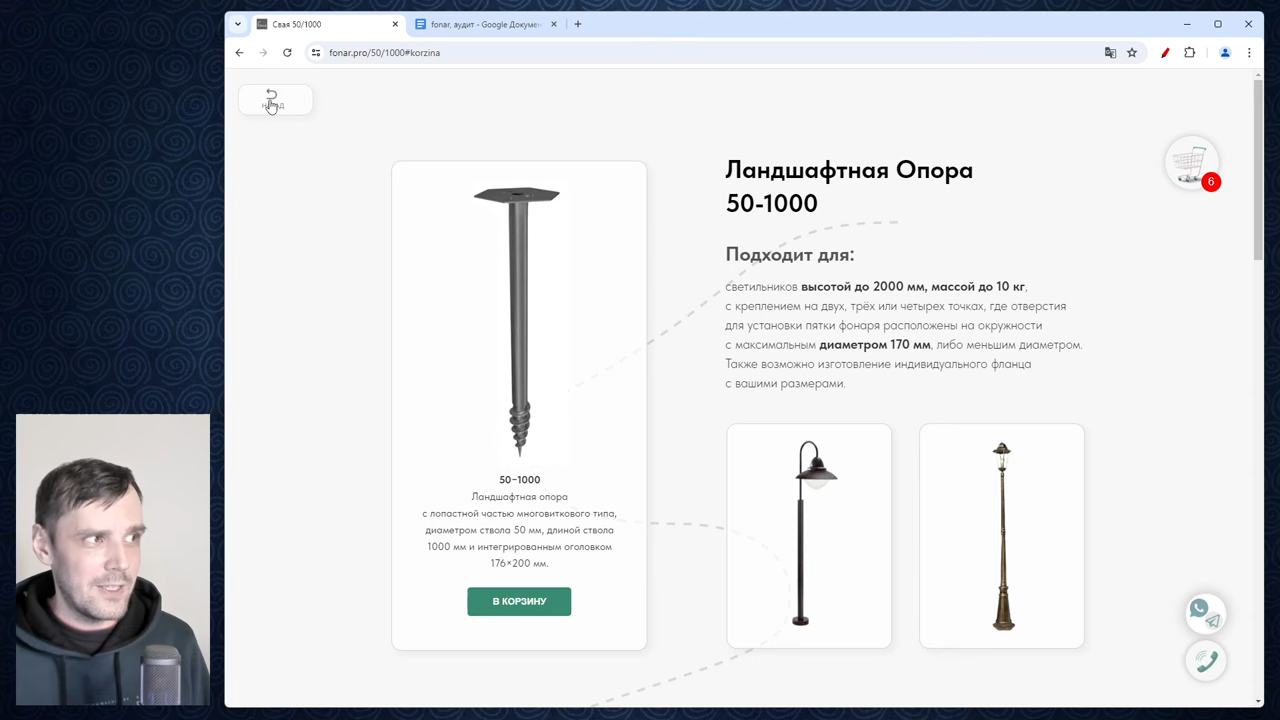 Свая 50/1000
fonar, аудит - Google Докумен
fonar.pro/50/1000#korzina
6
Ландшафтная Опора
50-1000
Подходит для:
светильников высотой до 2000 мм, массой до 10 кг,
с креплением на двух, трёх или четырех точках, где отверстия
для установки пятки фонаря расположены на окружности
с максимальным диаметром 170 мм, либо меньшим диаметром.
Также возможно изготовление индивидуального фланца
с вашими размерами.
50-1000
Ландшафтная опора
с лопастной частью многовиткового типа,
диаметром ствола 50 мм, длиной ствола
1000 мм и интегрированным оголовком
176×200 мм.
В КОРЗИНУ